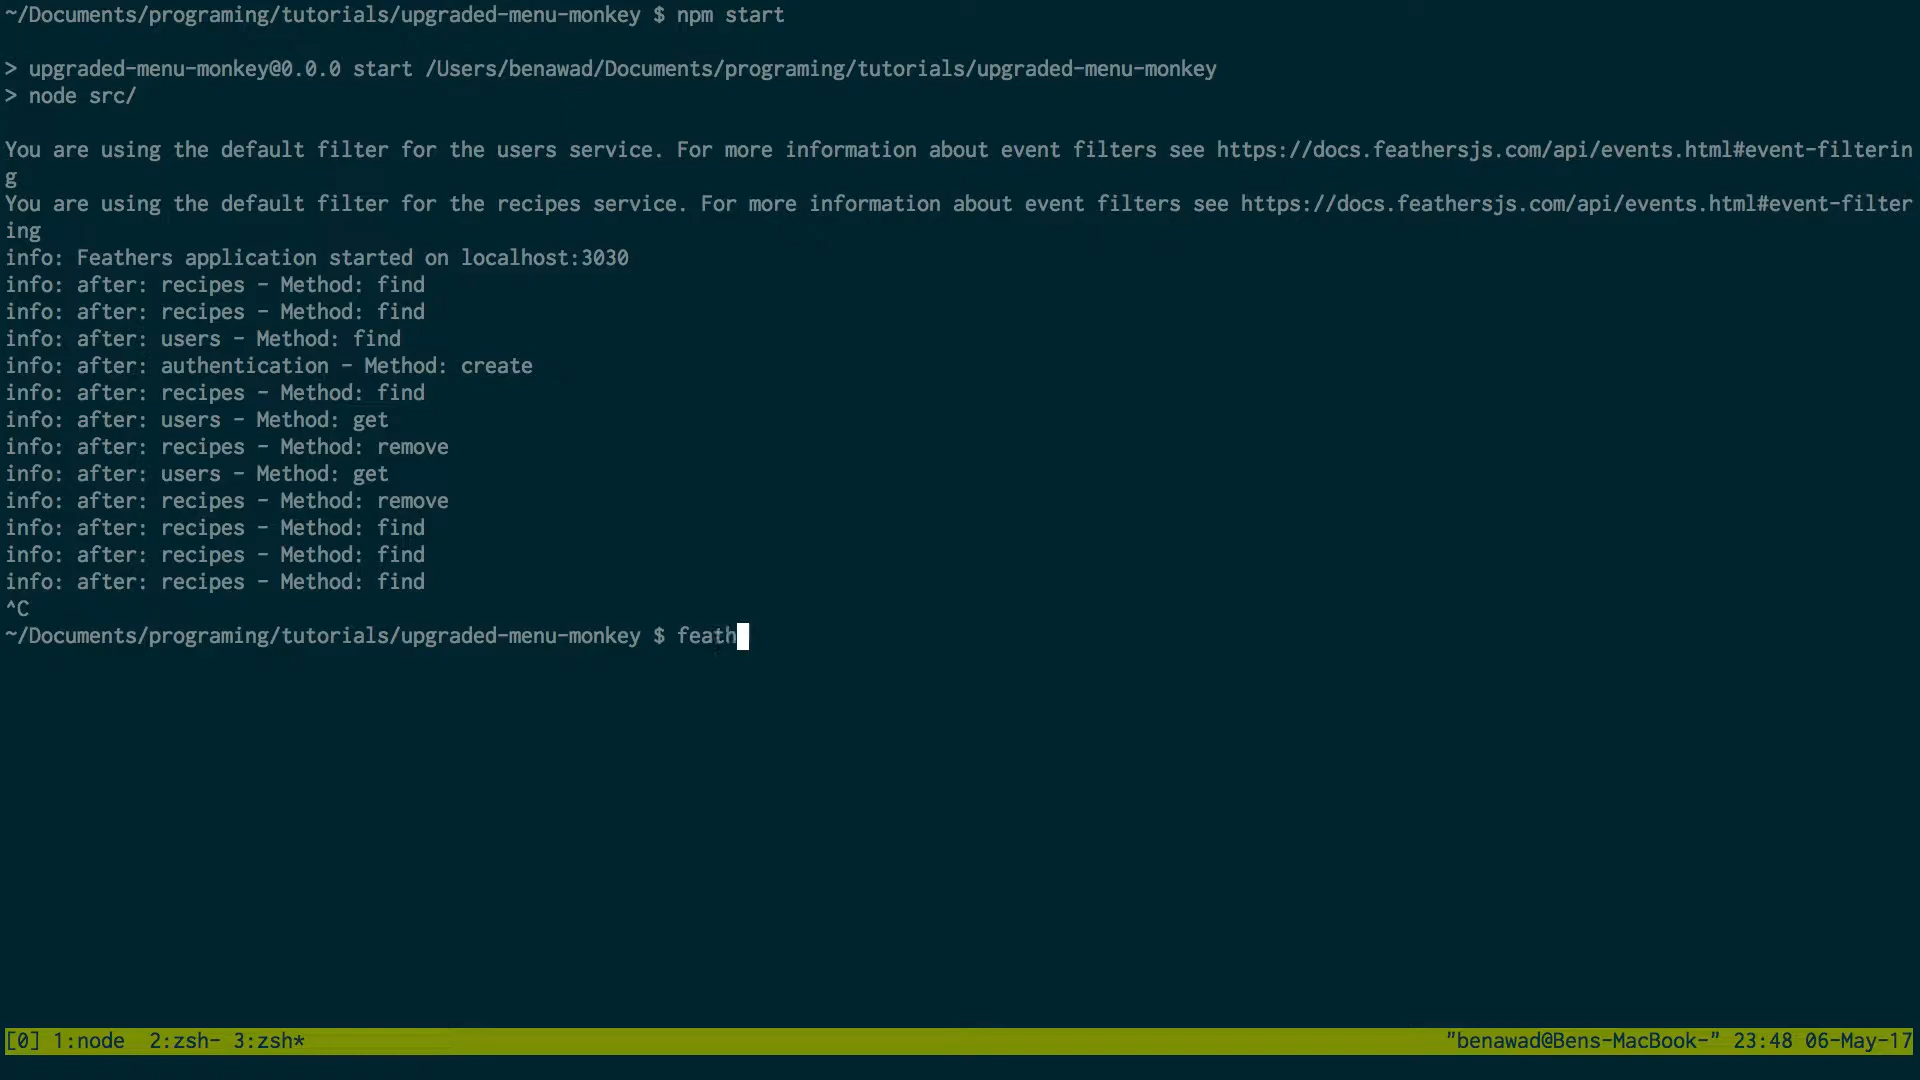 ~/Documents/programing/tutorials/upgraded-menu-monkey $ npm start
> upgraded-menu-monkey@0.0.0 start /Users/benawad/Documents/programing/tutorials/upgraded-menu-monkey
> node src/
You are using the default filter for the users service. For more information about event filters see https://docs.feathersjs.com/api/events.html#event-filterin
g
You are using the default filter for the recipes service. For more information about event filters see https://docs.feathersjs.com/api/events.html#event-filter
ing
info: Feathers application started on localhost:3030
info: after: recipes - Method: find
info: after: recipes - Method: find
info: after: users - Method: find
info: after: authentication - Method: create
info: after: recipes - Method: find
info: after: users - Method: get
info: after: recipes - Method: remove
info: after: users - Method: get
info: after: recipes - Method: remove
info: after: recipes - Method: find
info: after: recipes - Method: find
info: after: recipes - Method: find
^C
~/Documents/programing/tutorials/upgraded-menu-monkey $ feath
[0] 1:node  2:zsh- 3:zsh* "benawad@Bens-MacBook-" 23:48 06-May-17